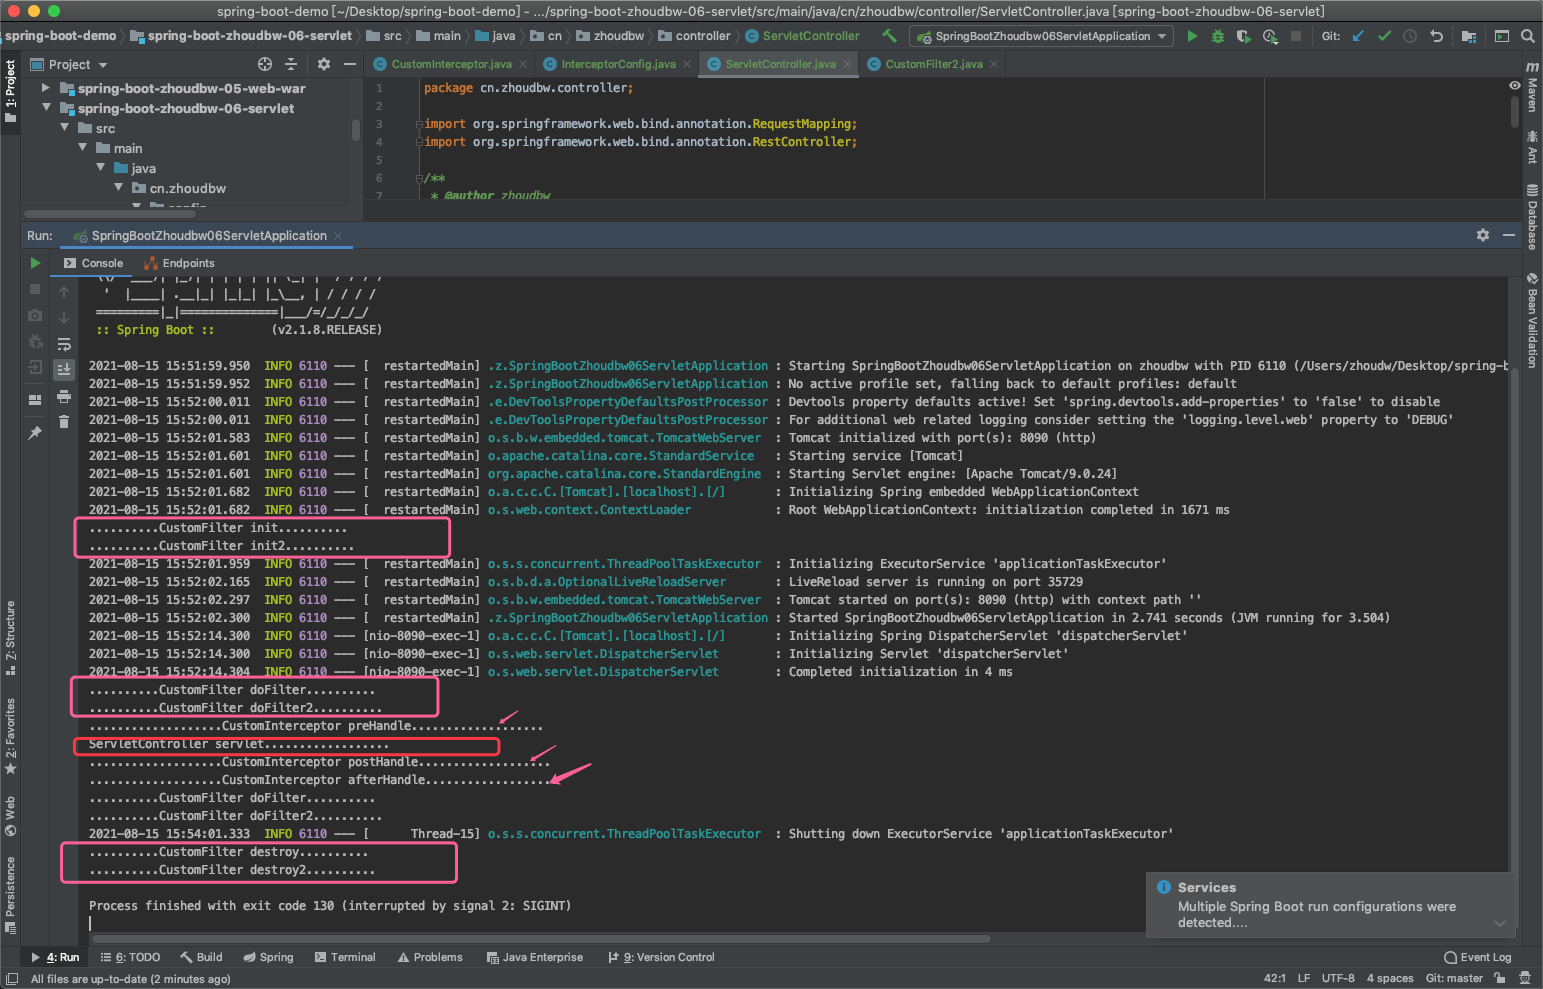 spring-boot-demo [~/Desktop/spring-boot-demo] - .../spring-boot-zhoudbw-06-servlet/src/main/java/cn/zhoudbw/controller/ServletController.java [spring-boot-zhoudbw-06-servlet]
spring-boot-demo spring-boot-zhoudbw-06-servlet src main java cn zhoudbw controller ServletController SpringBootZhoudbw06ServletApplication Git:
Project CustomInterceptor.java InterceptorConfig.java ServletController.java CustomFilter2.java
spring-boot-zhoudbw-05-web-war
spring-boot-zhoudbw-06-servlet
src
main
java
cn.zhoudbw
config
1 package cn.zhoudbw.controller;
2
3 import org.springframework.web.bind.annotation.RequestMapping;
4 import org.springframework.web.bind.annotation.RestController;
5
6 /**
7 * @author zhoudbw
Run: SpringBootZhoudbw06ServletApplication
Console Endpoints
'  |____| .__|_| |_|_| |_\__, | / / / /
=========|_|==============|___/=/_/_/_/
:: Spring Boot ::        (v2.1.8.RELEASE)
2021-08-15 15:51:59.950  INFO 6110 --- [  restartedMain] .z.SpringBootZhoudbw06ServletApplication : Starting SpringBootZhoudbw06ServletApplication on zhoudbw with PID 6110 (/Users/zhoudw/Desktop/spring-b
2021-08-15 15:51:59.952  INFO 6110 --- [  restartedMain] .z.SpringBootZhoudbw06ServletApplication : No active profile set, falling back to default profiles: default
2021-08-15 15:52:00.011  INFO 6110 --- [  restartedMain] .e.DevToolsPropertyDefaultsPostProcessor : Devtools property defaults active! Set 'spring.devtools.add-properties' to 'false' to disable
2021-08-15 15:52:00.011  INFO 6110 --- [  restartedMain] .e.DevToolsPropertyDefaultsPostProcessor : For additional web related logging consider setting the 'logging.level.web' property to 'DEBUG'
2021-08-15 15:52:01.583  INFO 6110 --- [  restartedMain] o.s.b.w.embedded.tomcat.TomcatWebServer  : Tomcat initialized with port(s): 8090 (http)
2021-08-15 15:52:01.601  INFO 6110 --- [  restartedMain] o.apache.catalina.core.StandardService   : Starting service [Tomcat]
2021-08-15 15:52:01.601  INFO 6110 --- [  restartedMain] org.apache.catalina.core.StandardEngine  : Starting Servlet engine: [Apache Tomcat/9.0.24]
2021-08-15 15:52:01.682  INFO 6110 --- [  restartedMain] o.a.c.c.C.[Tomcat].[localhost].[/]       : Initializing Spring embedded WebApplicationContext
2021-08-15 15:52:01.682  INFO 6110 --- [  restartedMain] o.s.web.context.ContextLoader            : Root WebApplicationContext: initialization completed in 1671 ms
..........CustomFilter init..........
..........CustomFilter init2..........
2021-08-15 15:52:01.959  INFO 6110 --- [  restartedMain] o.s.s.concurrent.ThreadPoolTaskExecutor  : Initializing ExecutorService 'applicationTaskExecutor'
2021-08-15 15:52:02.165  INFO 6110 --- [  restartedMain] o.s.b.d.a.OptionalLiveReloadServer       : LiveReload server is running on port 35729
2021-08-15 15:52:02.297  INFO 6110 --- [  restartedMain] o.s.b.w.embedded.tomcat.TomcatWebServer  : Tomcat started on port(s): 8090 (http) with context path ''
2021-08-15 15:52:02.300  INFO 6110 --- [  restartedMain] .z.SpringBootZhoudbw06ServletApplication : Started SpringBootZhoudbw06ServletApplication in 2.741 seconds (JVM running for 3.504)
2021-08-15 15:52:14.300  INFO 6110 --- [nio-8090-exec-1] o.a.c.c.C.[Tomcat].[localhost].[/]       : Initializing Spring DispatcherServlet 'dispatcherServlet'
2021-08-15 15:52:14.300  INFO 6110 --- [nio-8090-exec-1] o.s.web.servlet.DispatcherServlet        : Initializing Servlet 'dispatcherServlet'
2021-08-15 15:52:14.304  INFO 6110 --- [nio-8090-exec-1] o.s.web.servlet.DispatcherServlet        : Completed initialization in 4 ms
..........CustomFilter doFilter..........
..........CustomFilter doFilter2..........
...................CustomInterceptor preHandle...................
ServletController servlet..................
...................CustomInterceptor postHandle...................
...................CustomInterceptor afterHandle..................
..........CustomFilter doFilter..........
..........CustomFilter doFilter2..........
2021-08-15 15:54:01.333  INFO 6110 --- [      Thread-15] o.s.s.concurrent.ThreadPoolTaskExecutor  : Shutting down ExecutorService 'applicationTaskExecutor'
..........CustomFilter destroy..........
..........CustomFilter destroy2..........
Process finished with exit code 130 (interrupted by signal 2: SIGINT)
Services
Multiple Spring Boot run configurations were
detected....
4: Run 6: TODO Build Spring Terminal Problems Java Enterprise 9: Version Control Event Log
All files are up-to-date (2 minutes ago) 42:1 LF UTF-8 4 spaces Git: master
1: Project
Z: Structure
2: Favorites
Web
Persistence
m Maven
Ant
Database
Bean Validation